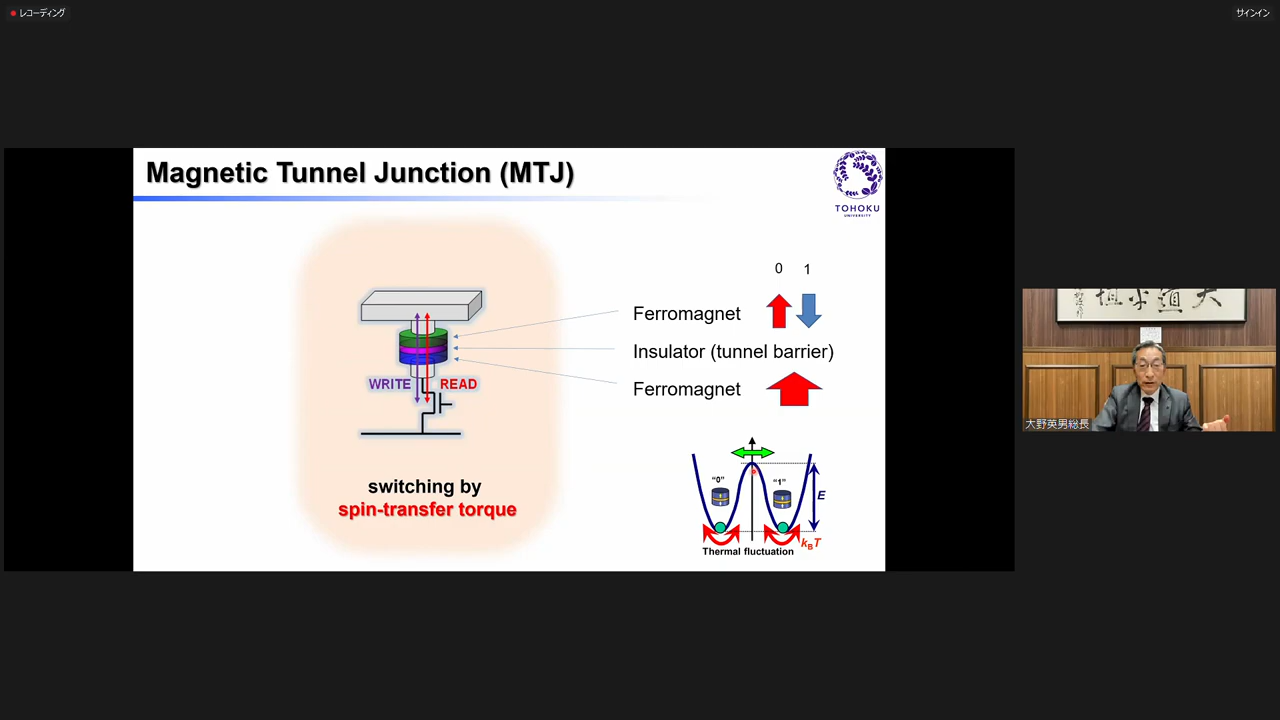 レコーディング
サインイン
Magnetic Tunnel Junction (MTJ)
TOHOKU
UNIVERSITY
0 1
Ferromagnet
Insulator (tunnel barrier)
Ferromagnet
WRITE READ
switching by
spin-transfer torque
“0” “1”
E
kBT
Thermal fluctuation
大野英男総長